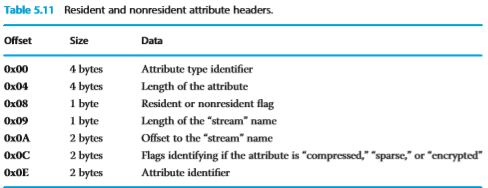 Table 5.11 Resident and nonresident attribute headers.
Offset Size Data
0x00 4 bytes Attribute type identifier
0x04 4 bytes Length of the attribute
0x08 1 byte Resident or nonresident flag
0x09 1 byte Length of the “stream” name
0x0A 2 bytes Offset to the “stream” name
0x0C 2 bytes Flags identifying if the attribute is “compressed,” “sparse,” or “encrypted”
0x0E 2 bytes Attribute identifier